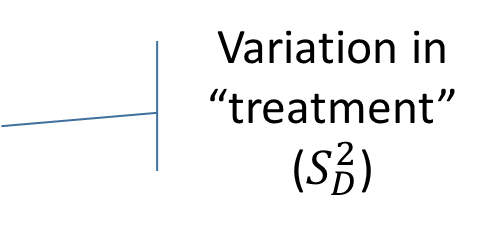 Variation in
“treatment”
($S_D^2$)